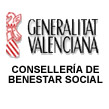 GENERALITAT
VALENCIANA
CONSELLERÍA DE
BENESTAR SOCIAL